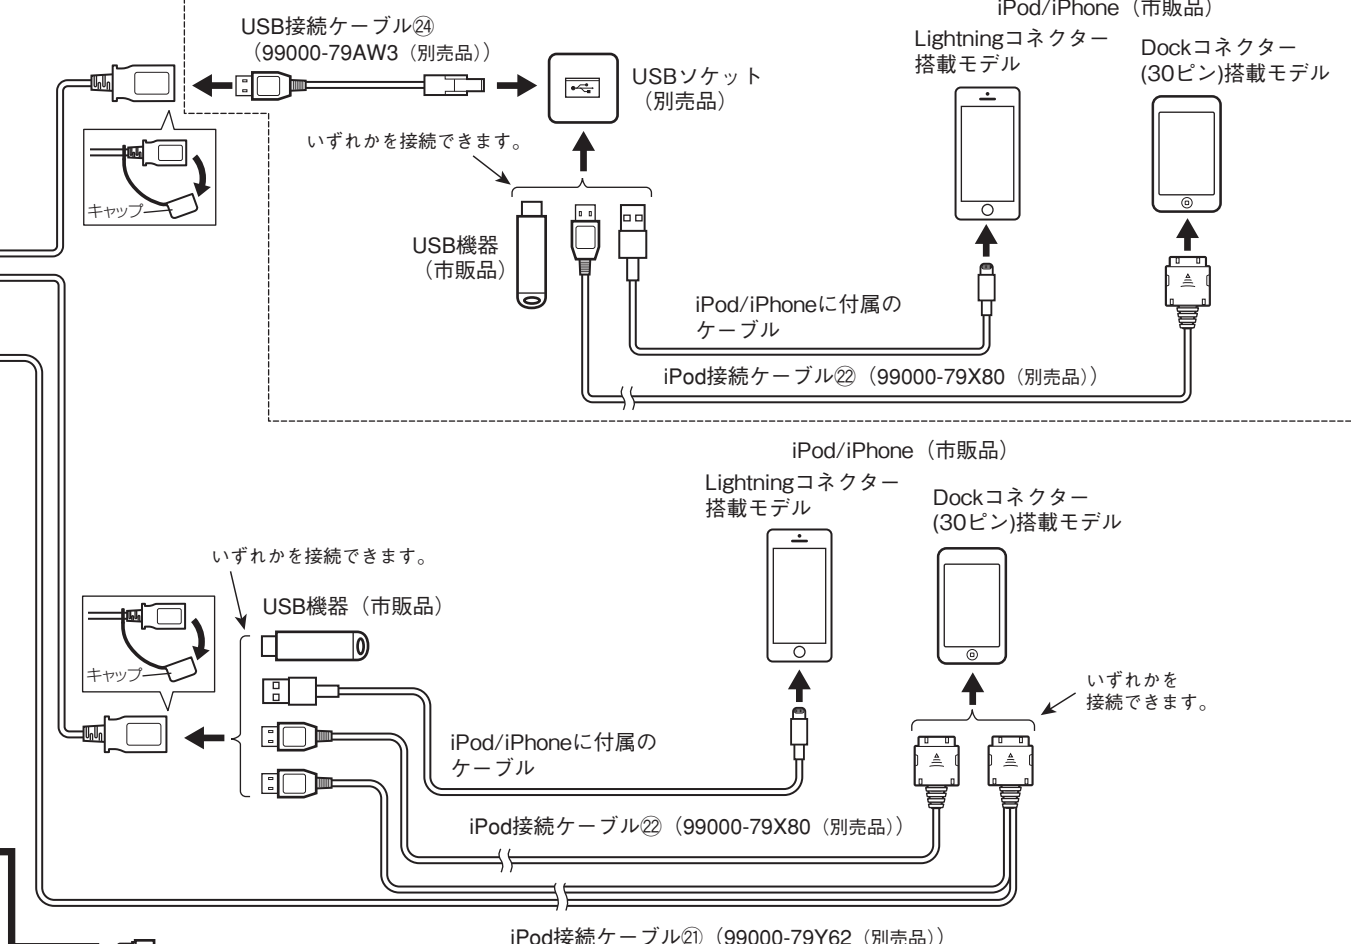 iPod/iPhone（市販品）
USB接続ケーブル㉔
（99000-79AW3（別売品））
Lightningコネクター
搭載モデル
Dockコネクター
(30ピン)搭載モデル
USBソケット
（別売品）
いずれかを接続できます。
キャップ
USB機器
（市販品）
iPod/iPhoneに付属の
ケーブル
iPod接続ケーブル㉒（99000-79X80（別売品））
iPod/iPhone（市販品）
Lightningコネクター
搭載モデル
Dockコネクター
(30ピン)搭載モデル
いずれかを接続できます。
USB機器（市販品）
キャップ
いずれかを
接続できます。
iPod/iPhoneに付属の
ケーブル
iPod接続ケーブル㉒（99000-79X80（別売品））
iPod接続ケーブル㉑（99000-79Y62（別売品））